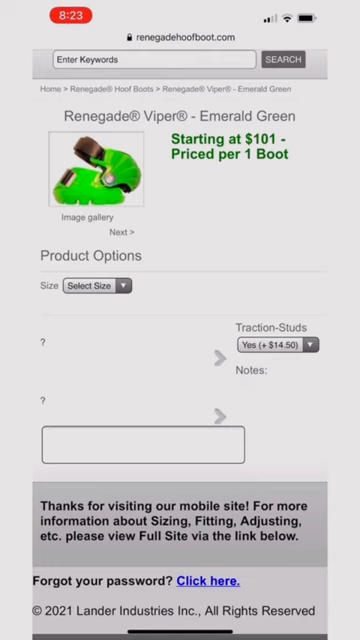 8:23
renegadehoofboot.com
Enter Keywords
SEARCH
Home > Renegade® Hoof Boots > Renegade® Viper® - Emerald Green
Renegade® Viper® - Emerald Green
Starting at $101 -
Priced per 1 Boot
Image gallery
Next >
Product Options
Size Select Size
Traction-Studs
? Yes (+ $14.50)
Notes:
?
Thanks for visiting our mobile site! For more
information about Sizing, Fitting, Adjusting,
etc. please view Full Site via the link below.
Forgot your password? Click here.
© 2021 Lander Industries Inc., All Rights Reserved